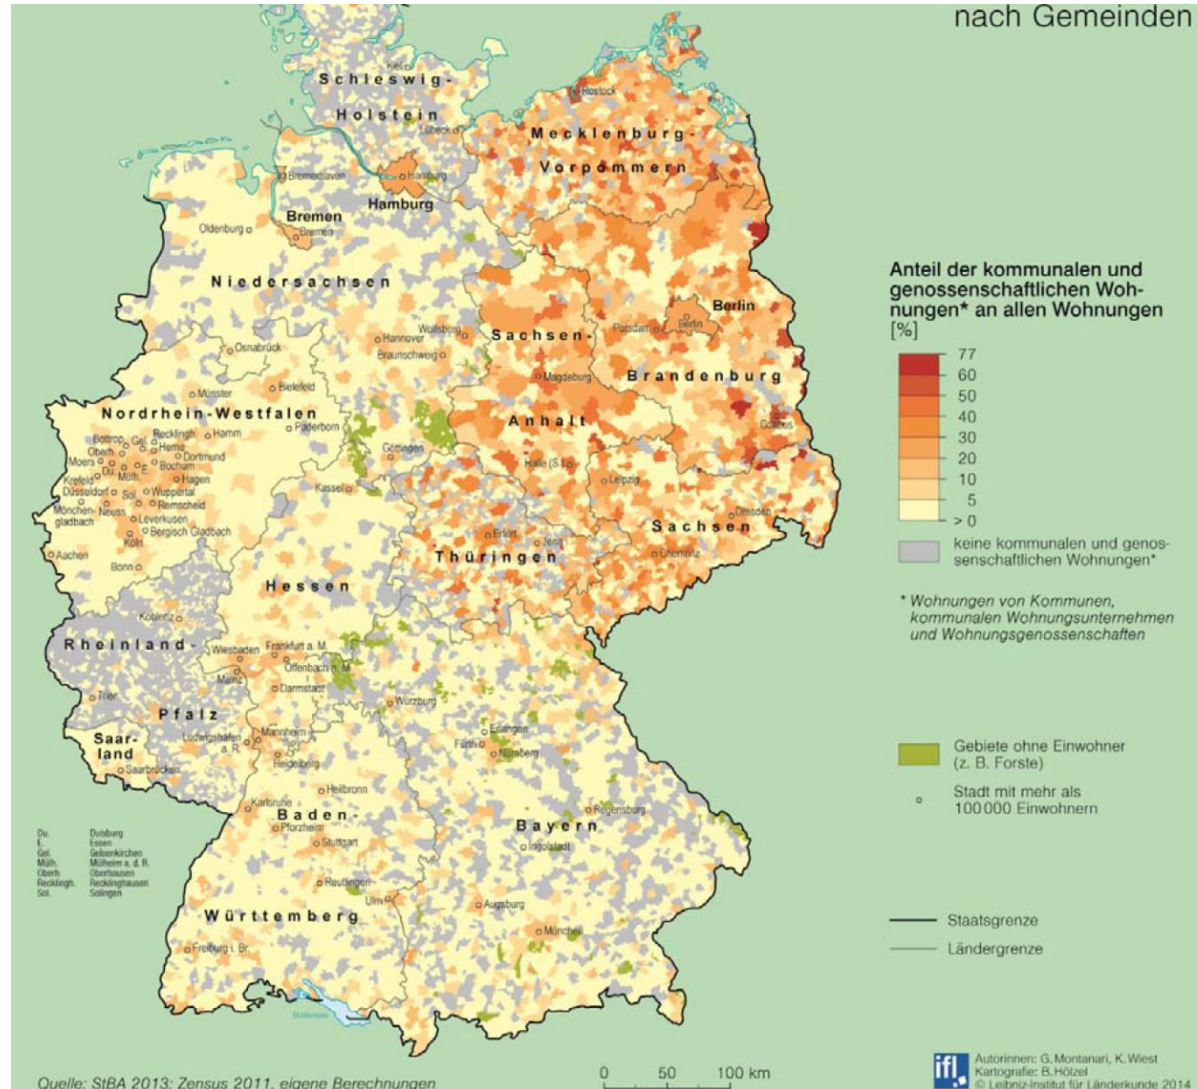 nach Gemeinden
Kiel
Schleswig-
Holstein
Lübeck
Rostock
Mecklenburg-
Vorpommern
Bremerhaven
Hamburg
Hamburg
Bremen
Bremen
Oldenburg
Niedersachsen
Wolfsburg
Hannover
Braunschweig
Osnabrück
Sachsen-
Anhalt
Magdeburg
Halle (S.)
Berlin
Berlin
Potsdam
Brandenburg
Cottbus
Münster
Bielefeld
Nordrhein-Westfalen
Paderborn
Bottrop
Gel.
Recklingh.
Hamm
Oberh.
Herne
Dortmund
Moers
Du.
Mülh.
E.
Bochum
Krefeld
Hagen
Düsseldorf
Sol.
Wuppertal
Mönchen-
gladbach
Neuss
Remscheid
Leverkusen
Köln
Bergisch Gladbach
Aachen
Bonn
Göttingen
Kassel
Leipzig
Dresden
Sachsen
Chemnitz
Erfurt
Jena
Thüringen
Hessen
Koblenz
Rheinland-
Pfalz
Wiesbaden
Frankfurt a. M.
Offenbach a. M.
Mainz
Darmstadt
Trier
Würzburg
Saar-
land
Saarbrücken
Ludwigshafen
a. R.
Mannheim
Heidelberg
Erlangen
Fürth
Nürnberg
Heilbronn
Karlsruhe
Baden-
Württemberg
Pforzheim
Stuttgart
Reutlingen
Ulm
Freiburg i. Br.
Regensburg
Bayern
Ingolstadt
Augsburg
München
Bodensee
Anteil der kommunalen und
genossenschaftlichen Woh-
nungen* an allen Wohnungen
[%]
77
60
50
40
30
20
10
5
> 0
keine kommunalen und genos-
senschaftlichen Wohnungen*
* Wohnungen von Kommunen,
kommunalen Wohnungsunternehmen
und Wohnungsgenossenschaften
Gebiete ohne Einwohner
(z. B. Forste)
Stadt mit mehr als
100 000 Einwohnern
Staatsgrenze
Ländergrenze
Du. Duisburg
E. Essen
Gel. Gelsenkirchen
Mülh. Mülheim a. d. R.
Oberh. Oberhausen
Recklingh. Recklinghausen
Sol. Solingen
Quelle: StBA 2013: Zensus 2011, eigene Berechnungen
0 50 100 km
ifl
Autorinnen: G. Montanari, K. Wiest
Kartografie: B. Hölzel
© Leibniz-Institut für Länderkunde 2014